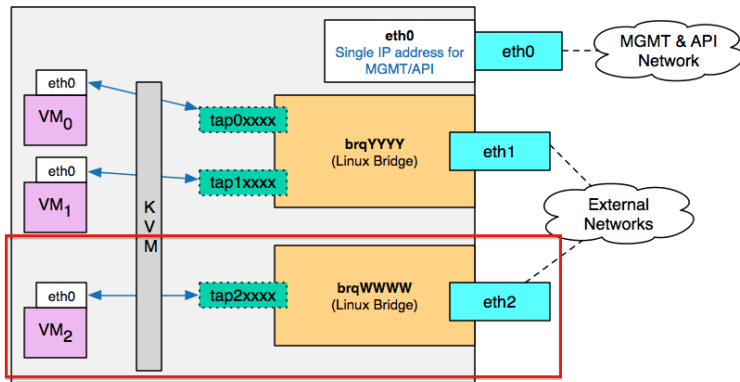 eth0
Single IP address for
MGMT/API
eth0
MGMT & API
Network
eth0
VM0
tap0xxxx
brqYYYY
(Linux Bridge)
eth1
eth0
VM1
tap1xxxx
K
V
M
External
Networks
eth0
VM2
tap2xxxx
brqWWWW
(Linux Bridge)
eth2